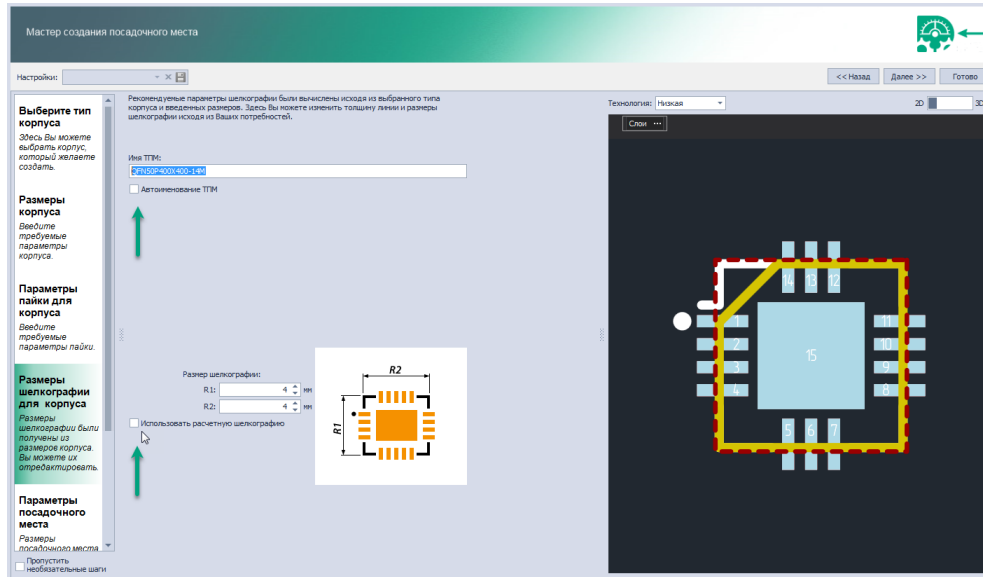 Мастер создания посадочного места
Настройки:
<< Назад
Далее >>
Готово
Выберите тип
корпуса
Здесь Вы можете
выбрать корпус,
который желаете
создать.
Размеры
корпуса
Введите
требуемые
параметры
корпуса.
Параметры
пайки для
корпуса
Введите
требуемые
параметры пайки.
Размеры
шелкографии
для корпуса
Размеры
шелкографии были
получены из
размеров корпуса.
Вы можете их
отредактировать.
Параметры
посадочного
места
Размеры
посадочного места
Пропустить
необязательные шаги
Рекомендуемые параметры шелкографии были вычислены исходя из выбранного типа
корпуса и введенных размеров. Здесь Вы можете изменить толщину линии и размеры
шелкографии исходя из Ваших потребностей.
Имя ТПМ:
QFN50P400X400-14M
Автоименование ТПМ
Размер шелкографии:
R1: 4 мм
R2: 4 мм
Использовать расчетную шелкографию
R2
R1
Технология: Низкая
2D
3D
Слои ···
14 13 12
1 11
2 10
15
3 9
4 8
5 6 7